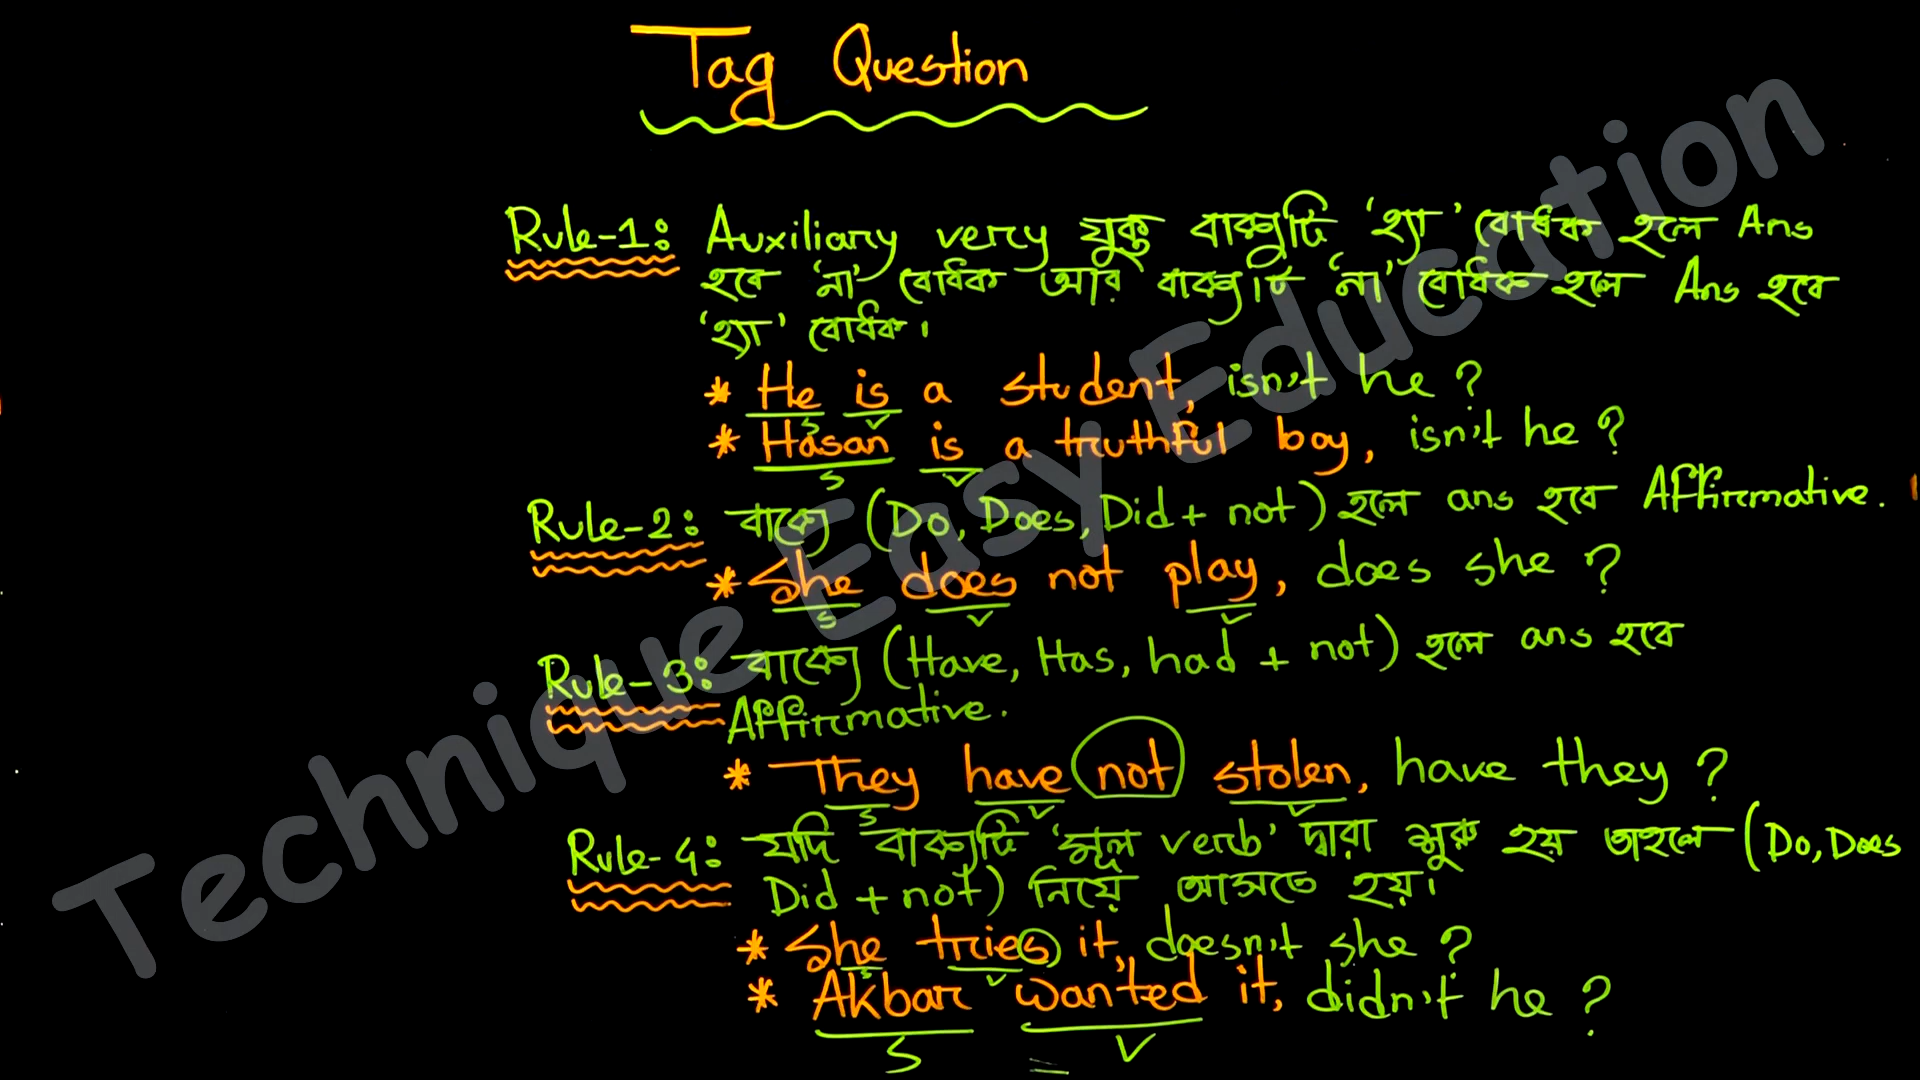 Tag Question
Rule-1: Auxiliary very যুক্ত বাক্যটি 'হ্যা' বোধক হলে Ans
হবে 'না' বোধক আর বাক্যটি 'না' বোধক হলে Ans হবে
'হ্যা' বোধক।
* He is a student, isn't he?
S V
* Hasan is a truthful boy, isn't he?
S V
Rule-2: বাক্যে (Do, Does, Did + not) হলে ans হবে Affirmative.
* She does not play, does she?
S V V
Rule-3: বাক্যে (Have, Has, had + not) হলে ans হবে
Affirmative.
* They have not stolen, have they?
S V V
Rule-4: যদি বাক্যটি 'মূল verb' দ্বারা শুরু হয় তাহলে (Do, Does
Did + not) নিয়ে আসতে হয়।
* She tries it, doesn't she?
S V
* Akbar wanted it, didn't he?
S V
Technique Easy Education